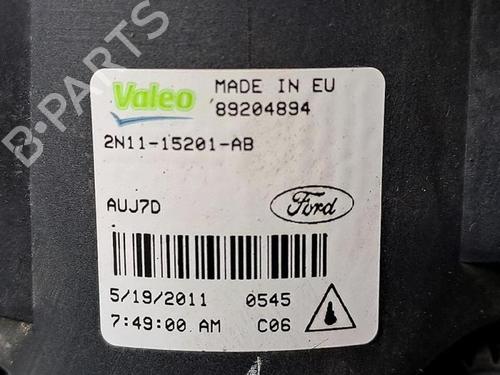 B-PARTS
Valeo MADE IN EU
89204894
2N11-15201-AB
AUJ7D Ford
5/19/2011 0545
7:49:00 AM C06